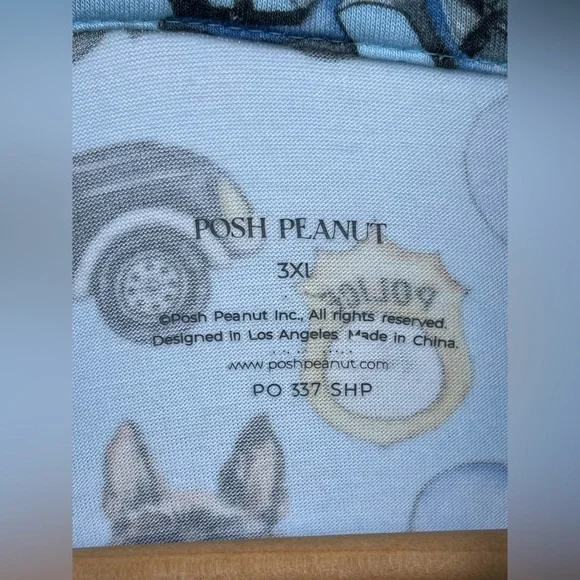 POSH PEANUT
3XL
POLICE
©Posh Peanut Inc., All rights reserved.
Designed in Los Angeles. Made in China.
www.poshpeanut.com
PO 337 SHP